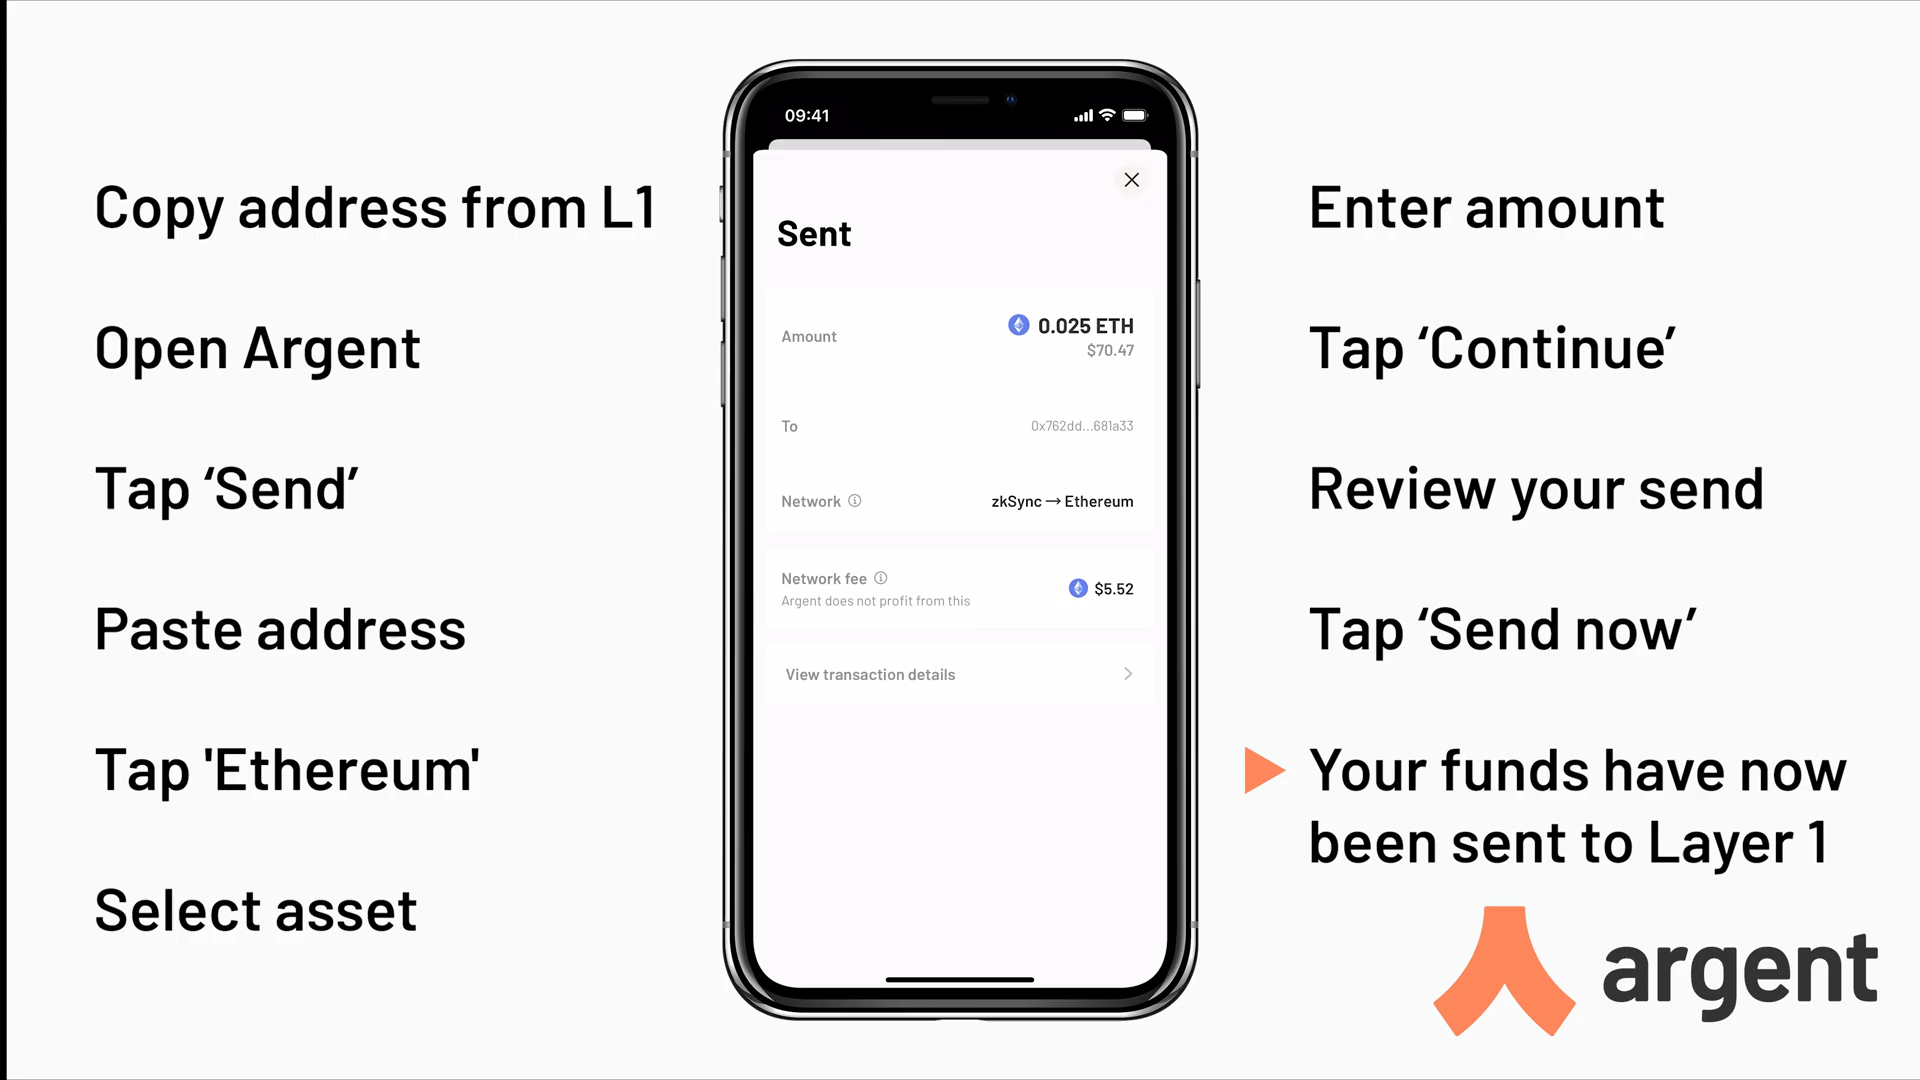 Copy address from L1
Open Argent
Tap ‘Send’
Paste address
Tap 'Ethereum'
Select asset
09:41
Sent
Amount
0.025 ETH
$70.47
To
0x762dd...681a33
Network
zkSync → Ethereum
Network fee
Argent does not profit from this
$5.52
View transaction details
Enter amount
Tap ‘Continue’
Review your send
Tap ‘Send now’
Your funds have now
been sent to Layer 1
argent